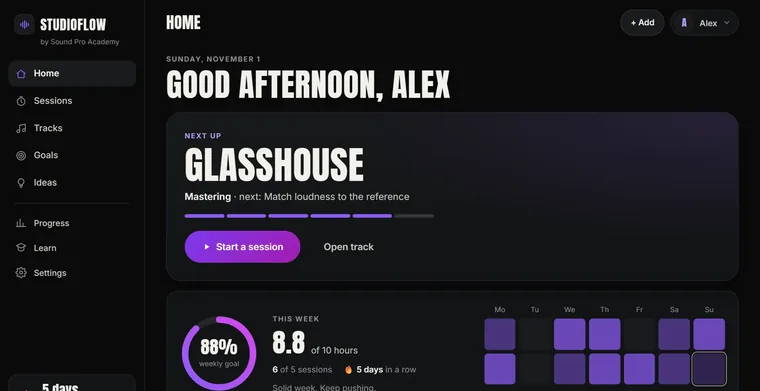 STUDIOFLOW
by Sound Pro Academy
Home
Sessions
Tracks
Goals
Ideas
Progress
Learn
Settings
5 days
HOME
+ Add
A
Alex
SUNDAY, NOVEMBER 1
GOOD AFTERNOON, ALEX
NEXT UP
GLASSHOUSE
Mastering · next: Match loudness to the reference
Start a session
Open track
88%
weekly goal
THIS WEEK
8.8 of 10 hours
6 of 5 sessions 🔥 5 days in a row
Solid week. Keep pushing.
Mo Tu We Th Fr Sa Su